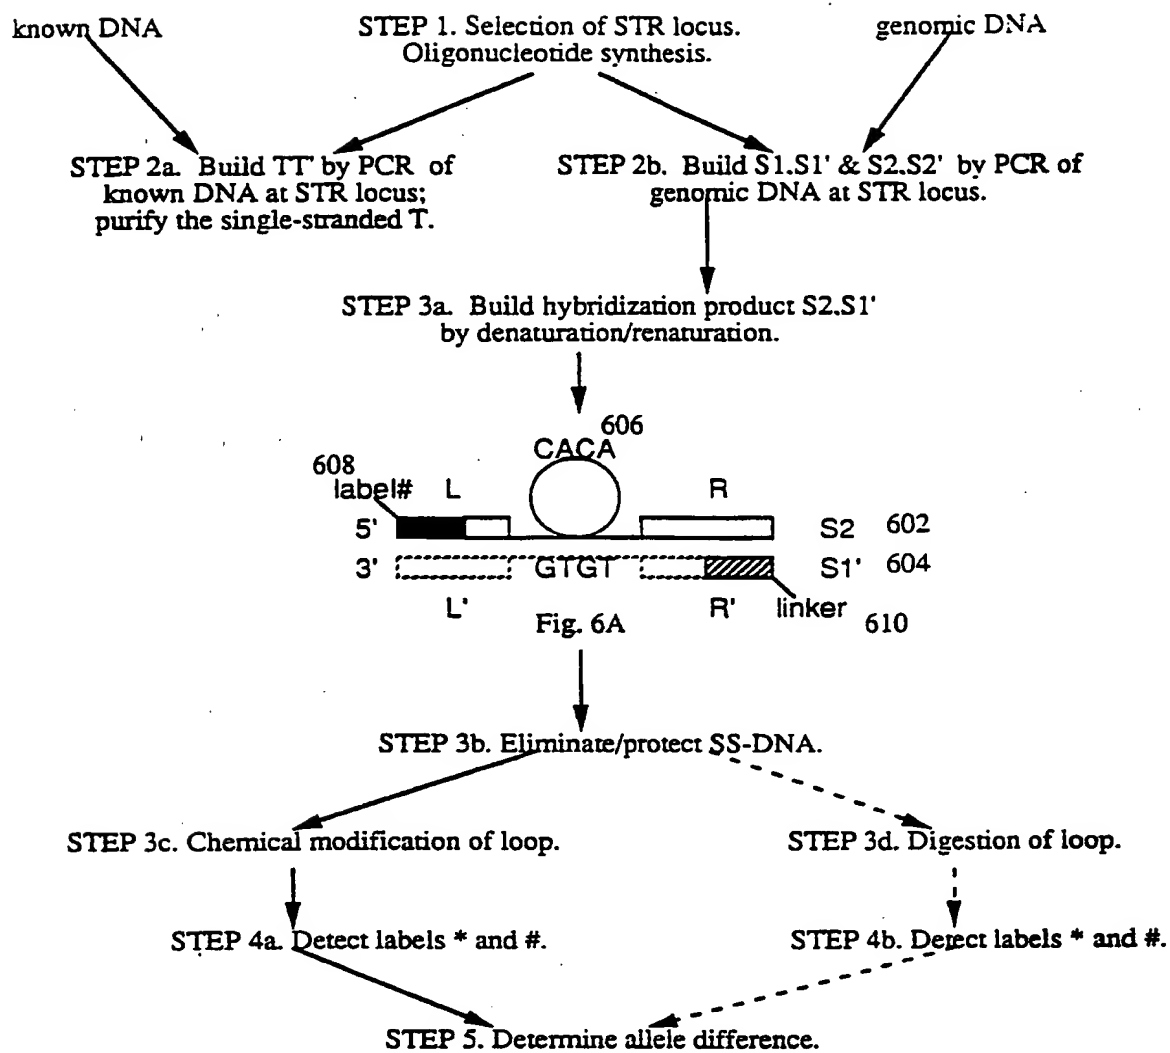 known DNA
STEP 1. Selection of STR locus.
Oligonucleotide synthesis.
genomic DNA
STEP 2a. Build TT' by PCR of
known DNA at STR locus;
purify the single-stranded T.
STEP 2b. Build S1.S1' & S2.S2' by PCR of
genomic DNA at STR locus.
STEP 3a. Build hybridization product S2.S1'
by denaturation/renaturation.
606
CACA
608
label#
L
R
5'
S2
602
3'
GTGT
S1'
604
L'
R'
linker
610
Fig. 6A
STEP 3b. Eliminate/protect SS-DNA.
STEP 3c. Chemical modification of loop.
STEP 3d. Digestion of loop.
STEP 4a. Detect labels * and #.
STEP 4b. Detect labels * and #.
STEP 5. Determine allele difference.